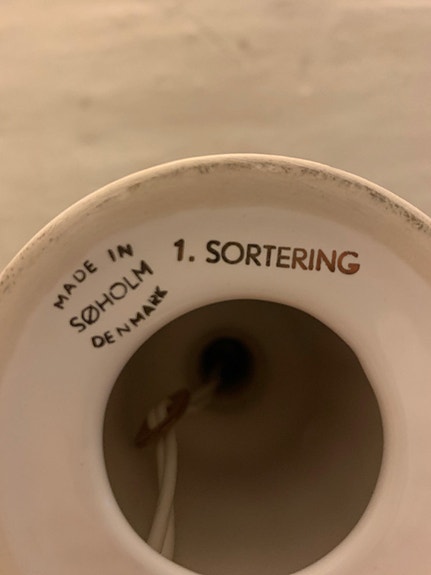 MADE IN
SØHOLM
DENMARK
1. SORTERING